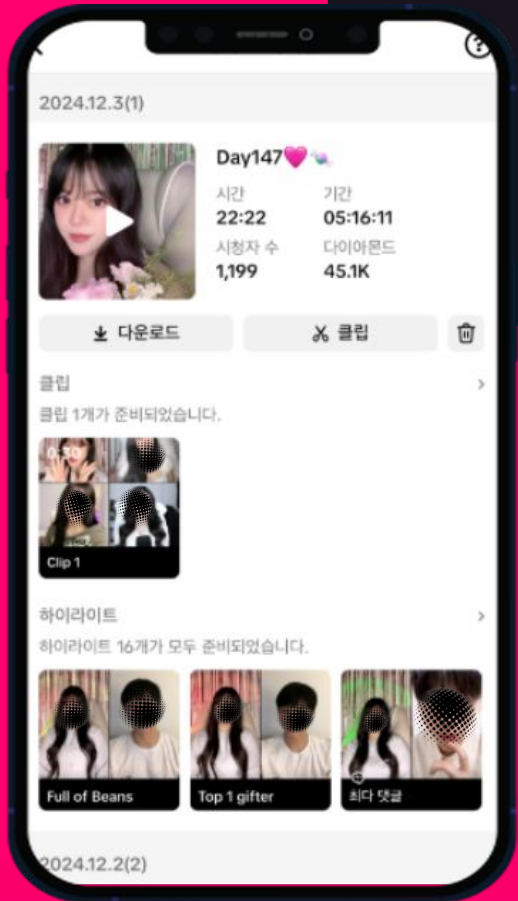 2024.12.3(1)
Day147🩷🍬
시간 기간
22:22 05:16:11
시청자 수 다이아몬드
1,199 45.1K
다운로드 클립
클립
클립 1개가 준비되었습니다.
0:30
Clip 1
하이라이트
하이라이트 16개가 모두 준비되었습니다.
Full of Beans Top 1 gifter 최다 댓글
2024.12.2(2)